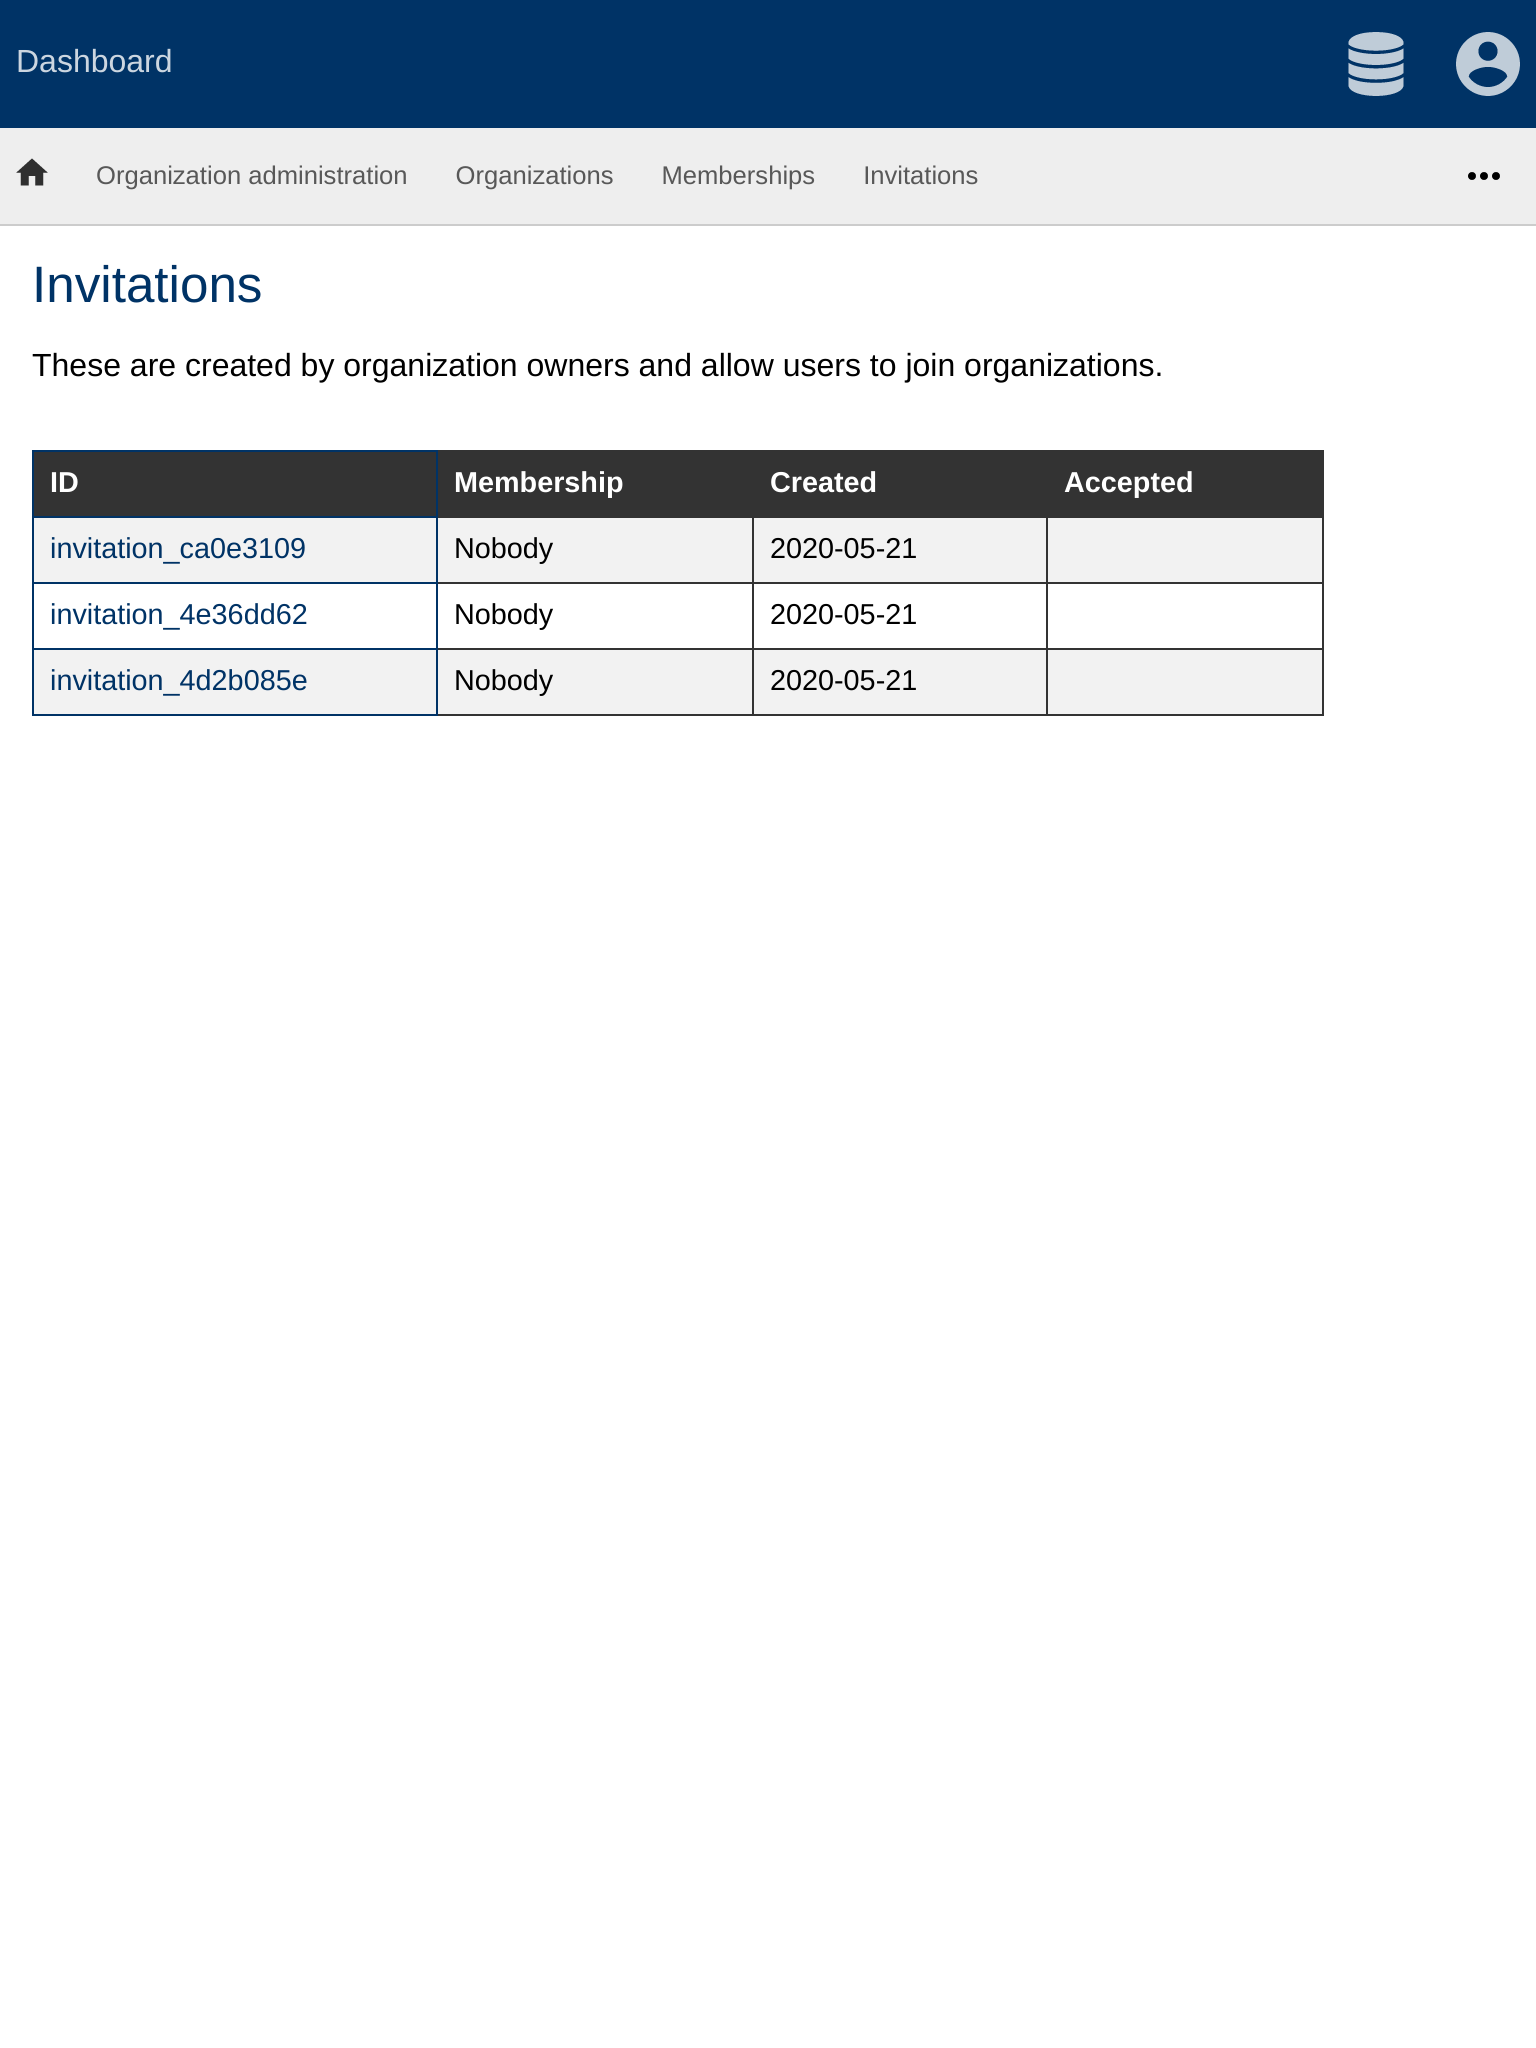 Dashboard
Organization administration Organizations Memberships Invitations
Invitations
These are created by organization owners and allow users to join organizations.
ID Membership Created Accepted
invitation_ca0e3109 Nobody 2020-05-21
invitation_4e36dd62 Nobody 2020-05-21
invitation_4d2b085e Nobody 2020-05-21